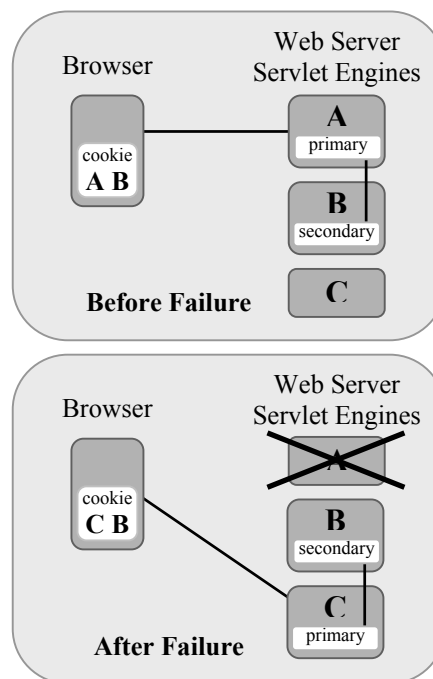 Web Server
Servlet Engines
Browser
A
primary
cookie
A B
B
secondary
C
Before Failure
Web Server
Servlet Engines
Browser
A
cookie
C B
B
secondary
C
primary
After Failure